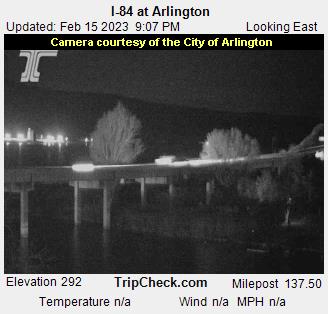 I-84 at Arlington
Updated: Feb 15 2023 9:07 PM Looking East
Camera courtesy of the City of Arlington
Elevation 292 TripCheck.com Milepost 137.50
Temperature n/a Wind n/a MPH n/a